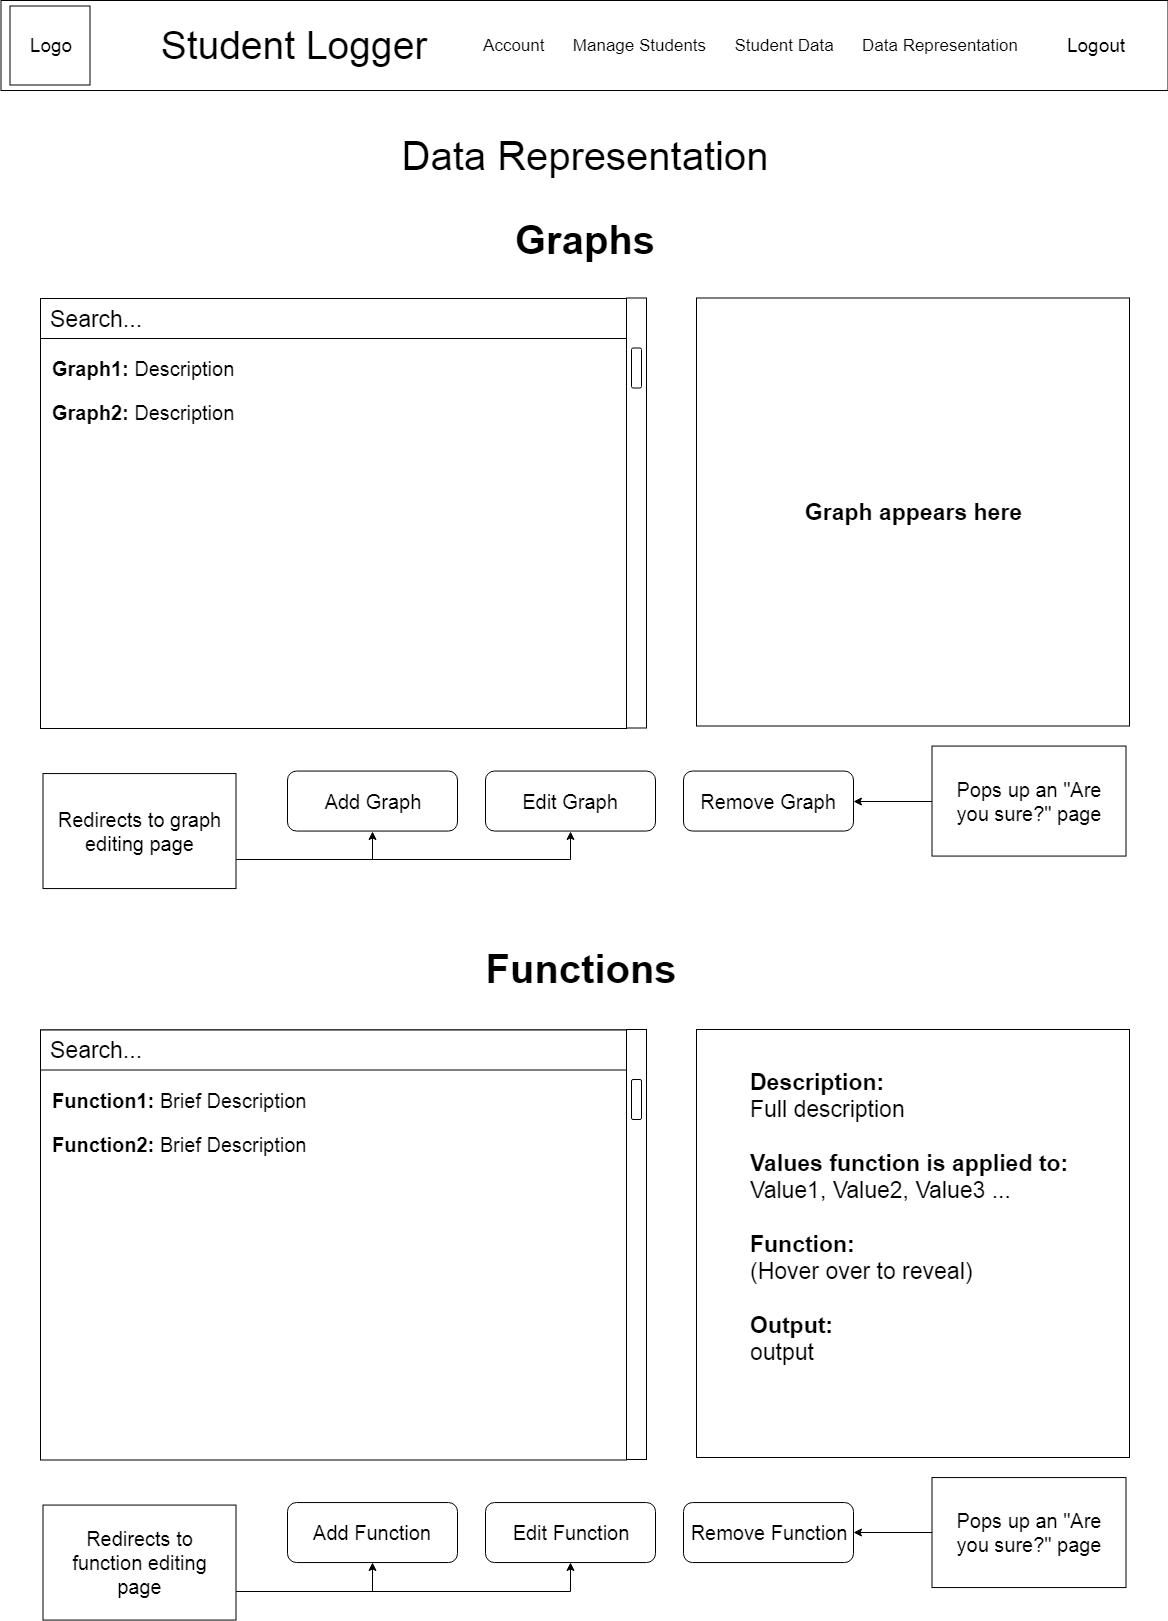 Logo
Student Logger
Account
Manage Students
Student Data
Data Representation
Logout
Data Representation
Graphs
Search...
Graph1: Description
Graph2: Description
Graph appears here
Redirects to graph
editing page
Add Graph
Edit Graph
Remove Graph
Pops up an "Are
you sure?" page
Functions
Search...
Function1: Brief Description
Function2: Brief Description
Description:
Full description
Values function is applied to:
Value1, Value2, Value3 ...
Function:
(Hover over to reveal)
Output:
output
Redirects to
function editing
page
Add Function
Edit Function
Remove Function
Pops up an "Are
you sure?" page